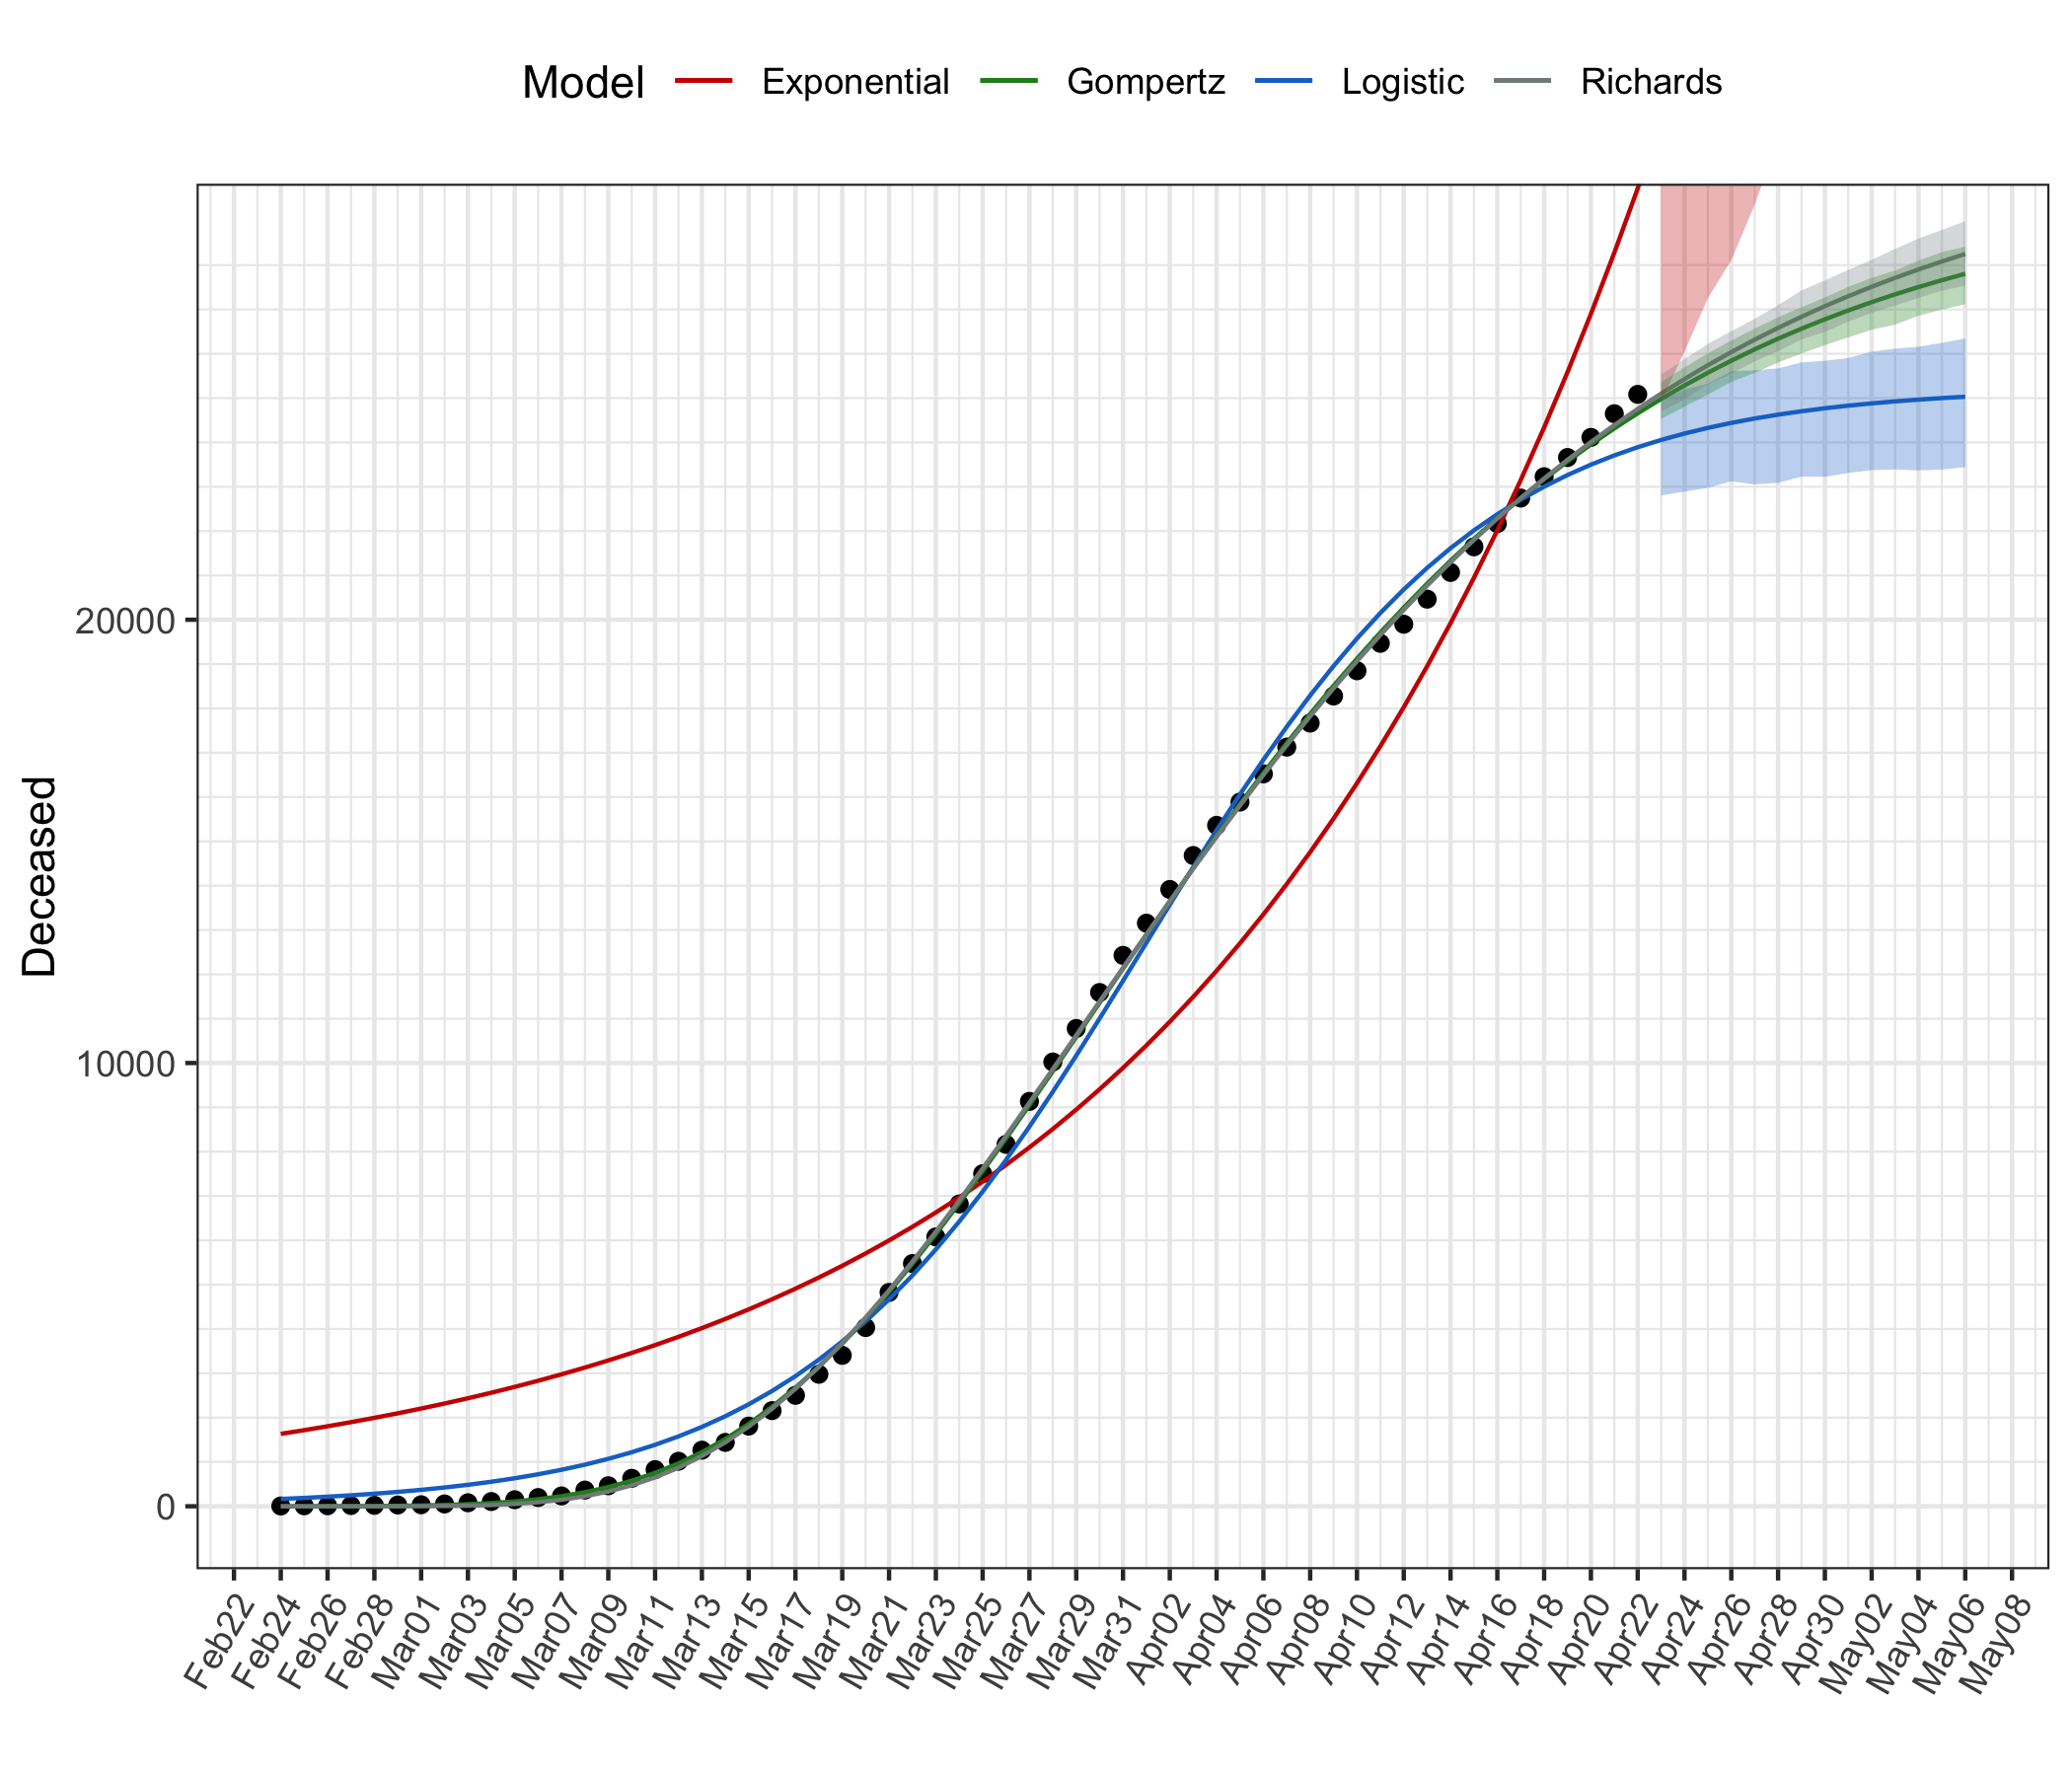 Model Exponential Gompertz Logistic Richards
Deceased
20000
10000
0
Feb22 Feb24 Feb26 Feb28 Mar01 Mar03 Mar05 Mar07 Mar09 Mar11 Mar13 Mar15 Mar17 Mar19 Mar21 Mar23 Mar25 Mar27 Mar29 Mar31 Apr02 Apr04 Apr06 Apr08 Apr10 Apr12 Apr14 Apr16 Apr18 Apr20 Apr22 Apr24 Apr26 Apr28 Apr30 May02 May04 May06 May08